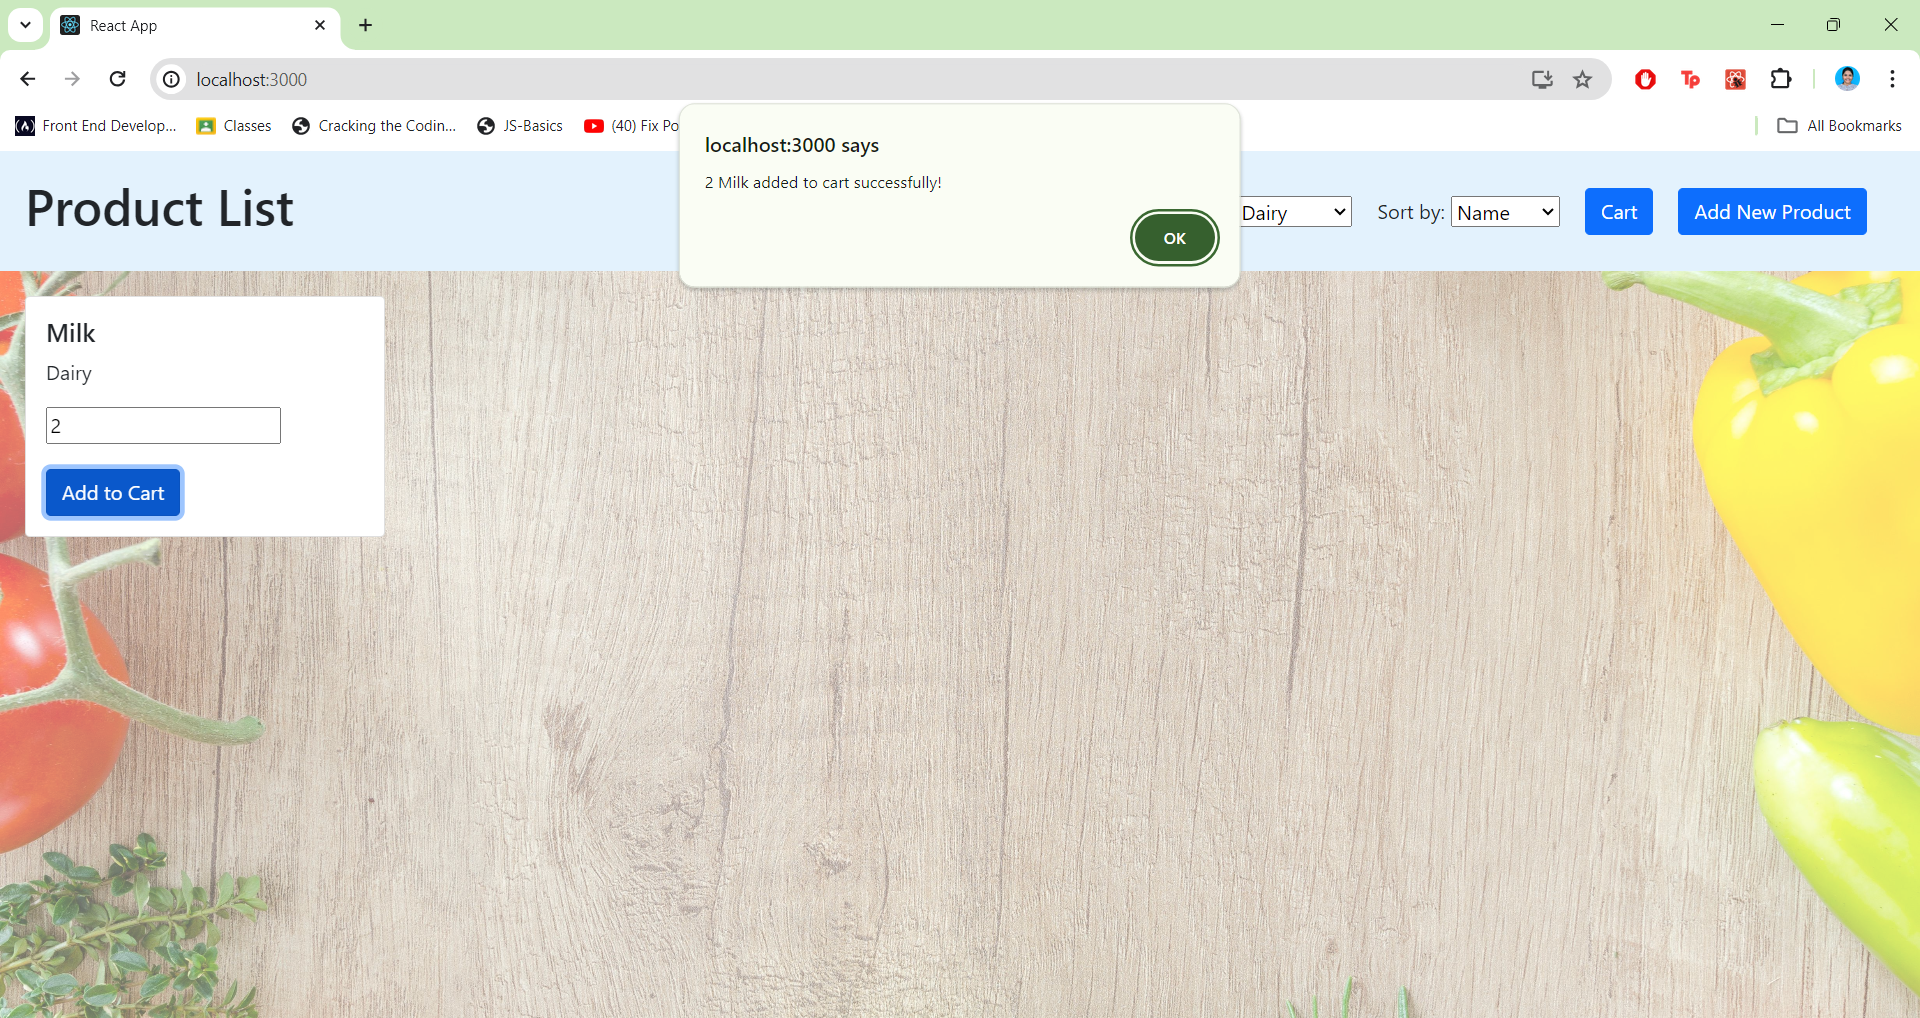 React App
localhost:3000
Front End Develop...
Classes
Cracking the Codin...
JS-Basics
(40) Fix Po
All Bookmarks
localhost:3000 says
2 Milk added to cart successfully!
OK
Product List
Dairy
Sort by:
Name
Cart
Add New Product
Milk
Dairy
2
Add to Cart